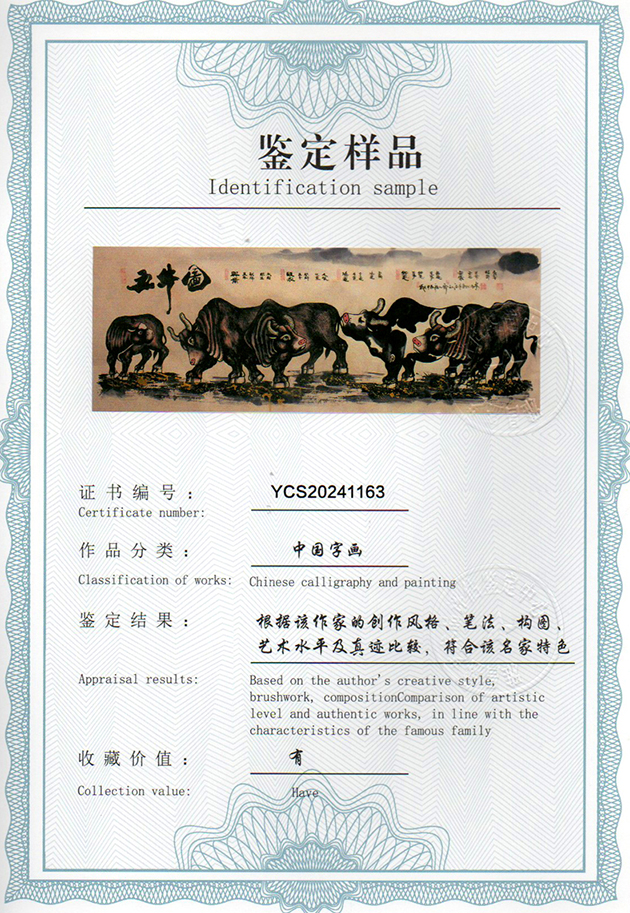 鉴定样品
Identification sample
五牛图
证书编号：
YCS20241163
Certificate number:
作品分类：
中国字画
Classification of works:
Chinese calligraphy and painting
鉴定结果：
根据该作家的创作风格、笔法、构图、
艺术水平及真迹比较，符合该名家特色
Appraisal results:
Based on the author's creative style,
brushwork, compositionComparison of artistic
level and authentic works, in line with the
characteristics of the famous family
收藏价值：
有
Collection value:
Have